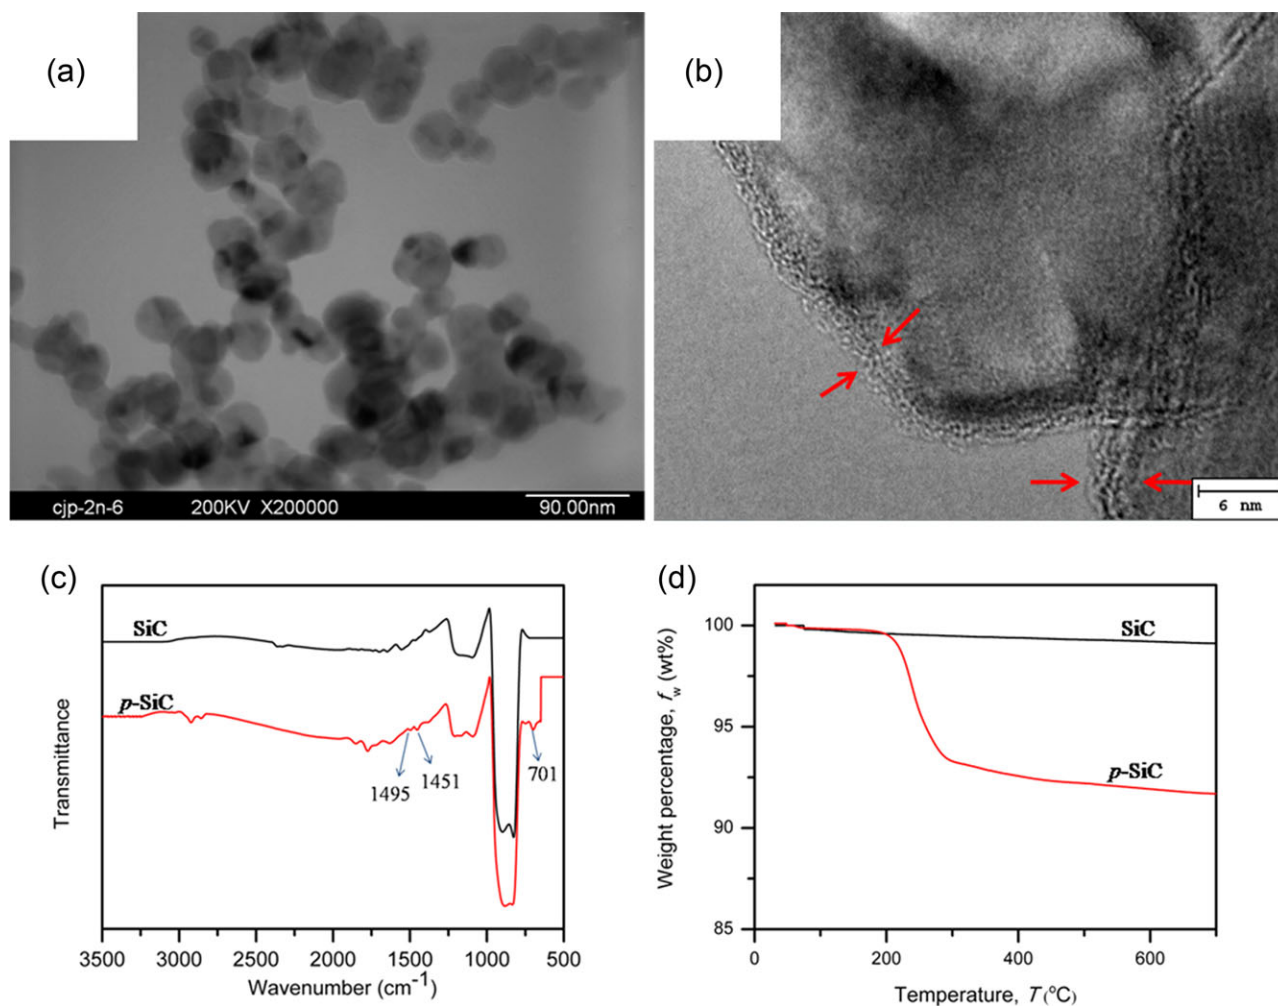 (a)
cjp-2n-6 200KV X200000 90.00nm
(b)
6 nm
(c)
SiC
p-SiC
1495
1451
701
Transmittance
3500 3000 2500 2000 1500 1000 500
Wavenumber (cm⁻¹)
(d)
100
95
90
85
SiC
p-SiC
Weight percentage, fw (wt%)
0 200 400 600
Temperature, T (°C)